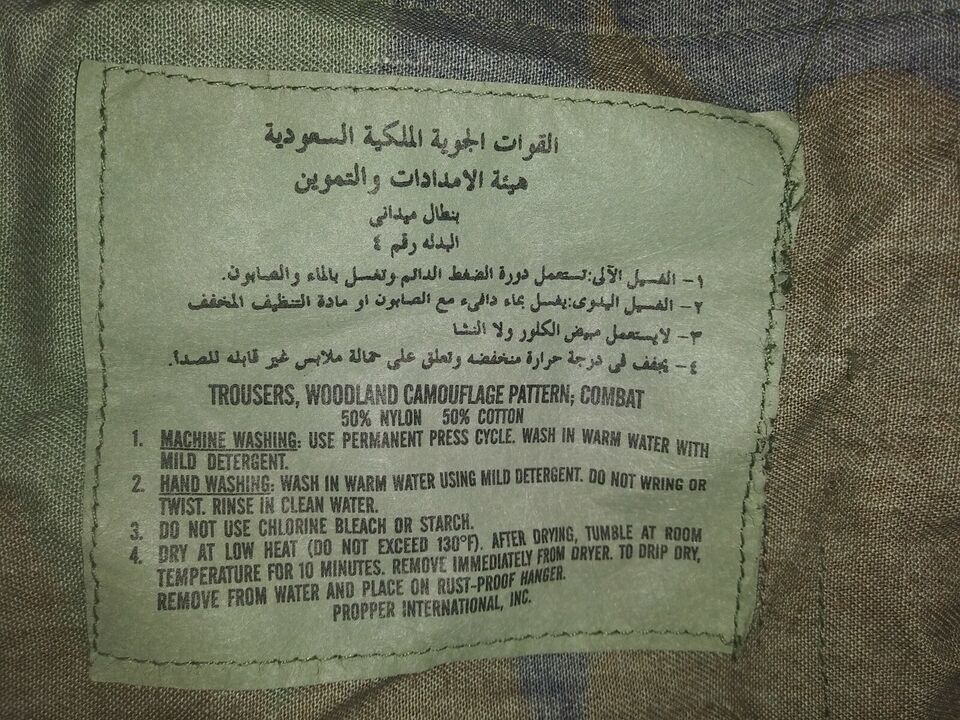 القوات الجوية الملكية السعودية
هيئة الامدادات والتموين
بنطال ميدانى
البدله رقم ٤
١- الغسيل الآلى: تستعمل دورة الضغط الدائم وتغسل بالماء والصابون.
٢- الغسيل اليدوى: يغسل بماء دافىء مع الصابون او مادة التنظيف المخفف
٣- لايستعمل مبيض الكلور ولا النشا
٤- يجفف فى درجة حرارة منخفضه وتعلق على حمالة ملابس غير قابله للصدأ.
TROUSERS, WOODLAND CAMOUFLAGE PATTERN; COMBAT
50% NYLON 50% COTTON
1. MACHINE WASHING: USE PERMANENT PRESS CYCLE. WASH IN WARM WATER WITH
MILD DETERGENT.
2. HAND WASHING: WASH IN WARM WATER USING MILD DETERGENT. DO NOT WRING OR
TWIST. RINSE IN CLEAN WATER.
3. DO NOT USE CHLORINE BLEACH OR STARCH.
4. DRY AT LOW HEAT (DO NOT EXCEED 130°F). AFTER DRYING, TUMBLE AT ROOM
TEMPERATURE FOR 10 MINUTES. REMOVE IMMEDIATELY FROM DRYER. TO DRIP DRY,
REMOVE FROM WATER AND PLACE ON RUST-PROOF HANGER.
PROPPER INTERNATIONAL, INC.